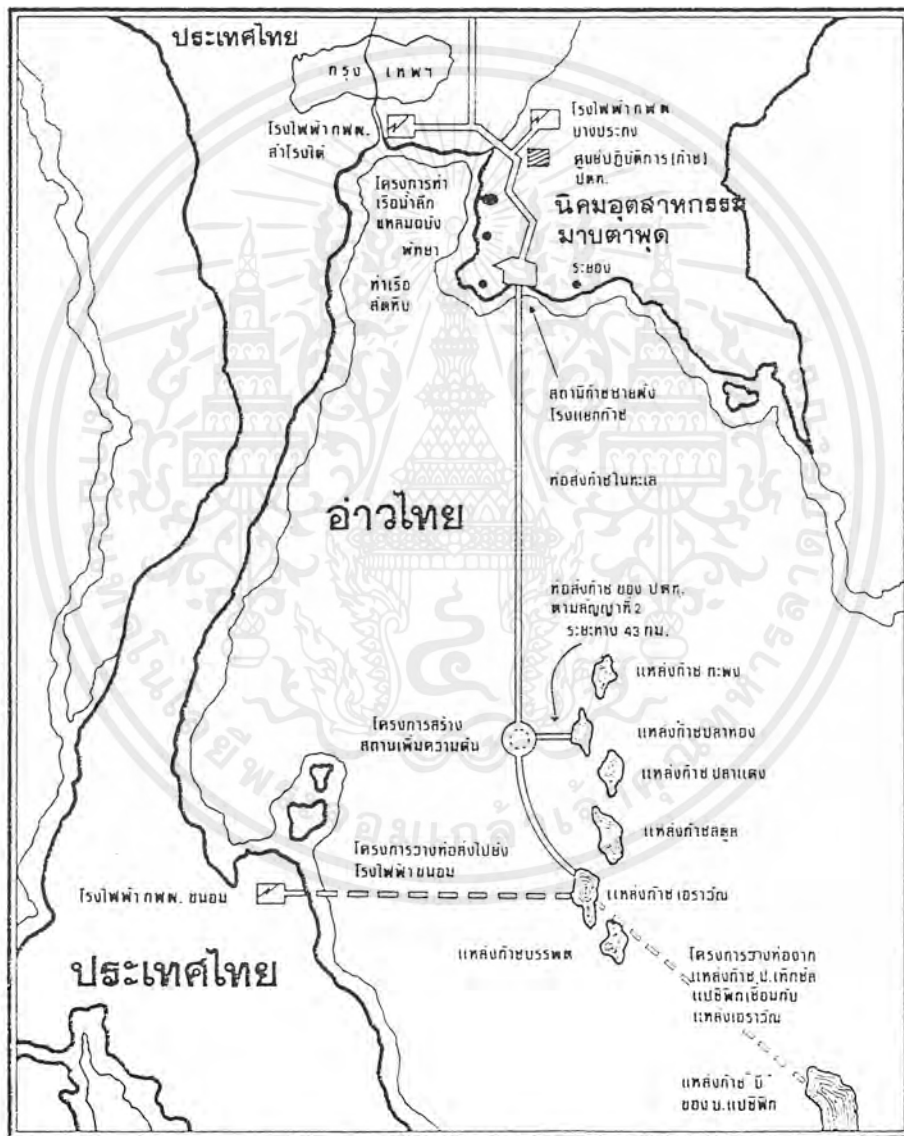 ประเทศไทย
กรุง เทพฯ
โรงไฟฟ้า กฟผ.
สำโรงใต้
โรงไฟฟ้า กฟผ.
บางประกง
ศูนย์ปฏิบัติการ (ก๊าซ)
ปตท.
โครงการท่า
เรือน้ำลึก
แหลมฉบัง
นิคมอุตสาหกรรม
มาบตาพุด
พัทยา
ระยอง
ท่าเรือ
สัตหีบ
สถานีก๊าซชายฝั่ง
โรงแยกก๊าซ
ท่อส่งก๊าซในทะเล
อ่าวไทย
ท่อส่งก๊าซ ของ ปตท.
ตามสัญญาที่ 2
ระยะทาง 43 กม.
แหล่งก๊าซ กะพง
แหล่งก๊าซปลาทอง
โครงการสร้าง
สถานเพิ่มความดัน
แหล่งก๊าซ ปลาแดง
แหล่งก๊าซสตูล
โครงการวางท่อส่งไปยัง
โรงไฟฟ้าขนอม
โรงไฟฟ้า กฟผ. ขนอม
แหล่งก๊าซ เอราวัณ
แหล่งก๊าซบรรพต
ประเทศไทย
โครงการวางท่อจาก
แหล่งก๊าซ ป.เท็กซัส
แปซิฟิกเชื่อมกับ
แหล่งเอราวัณ
แหล่งก๊าซ "บี"
ของ บ.แปซิฟิก